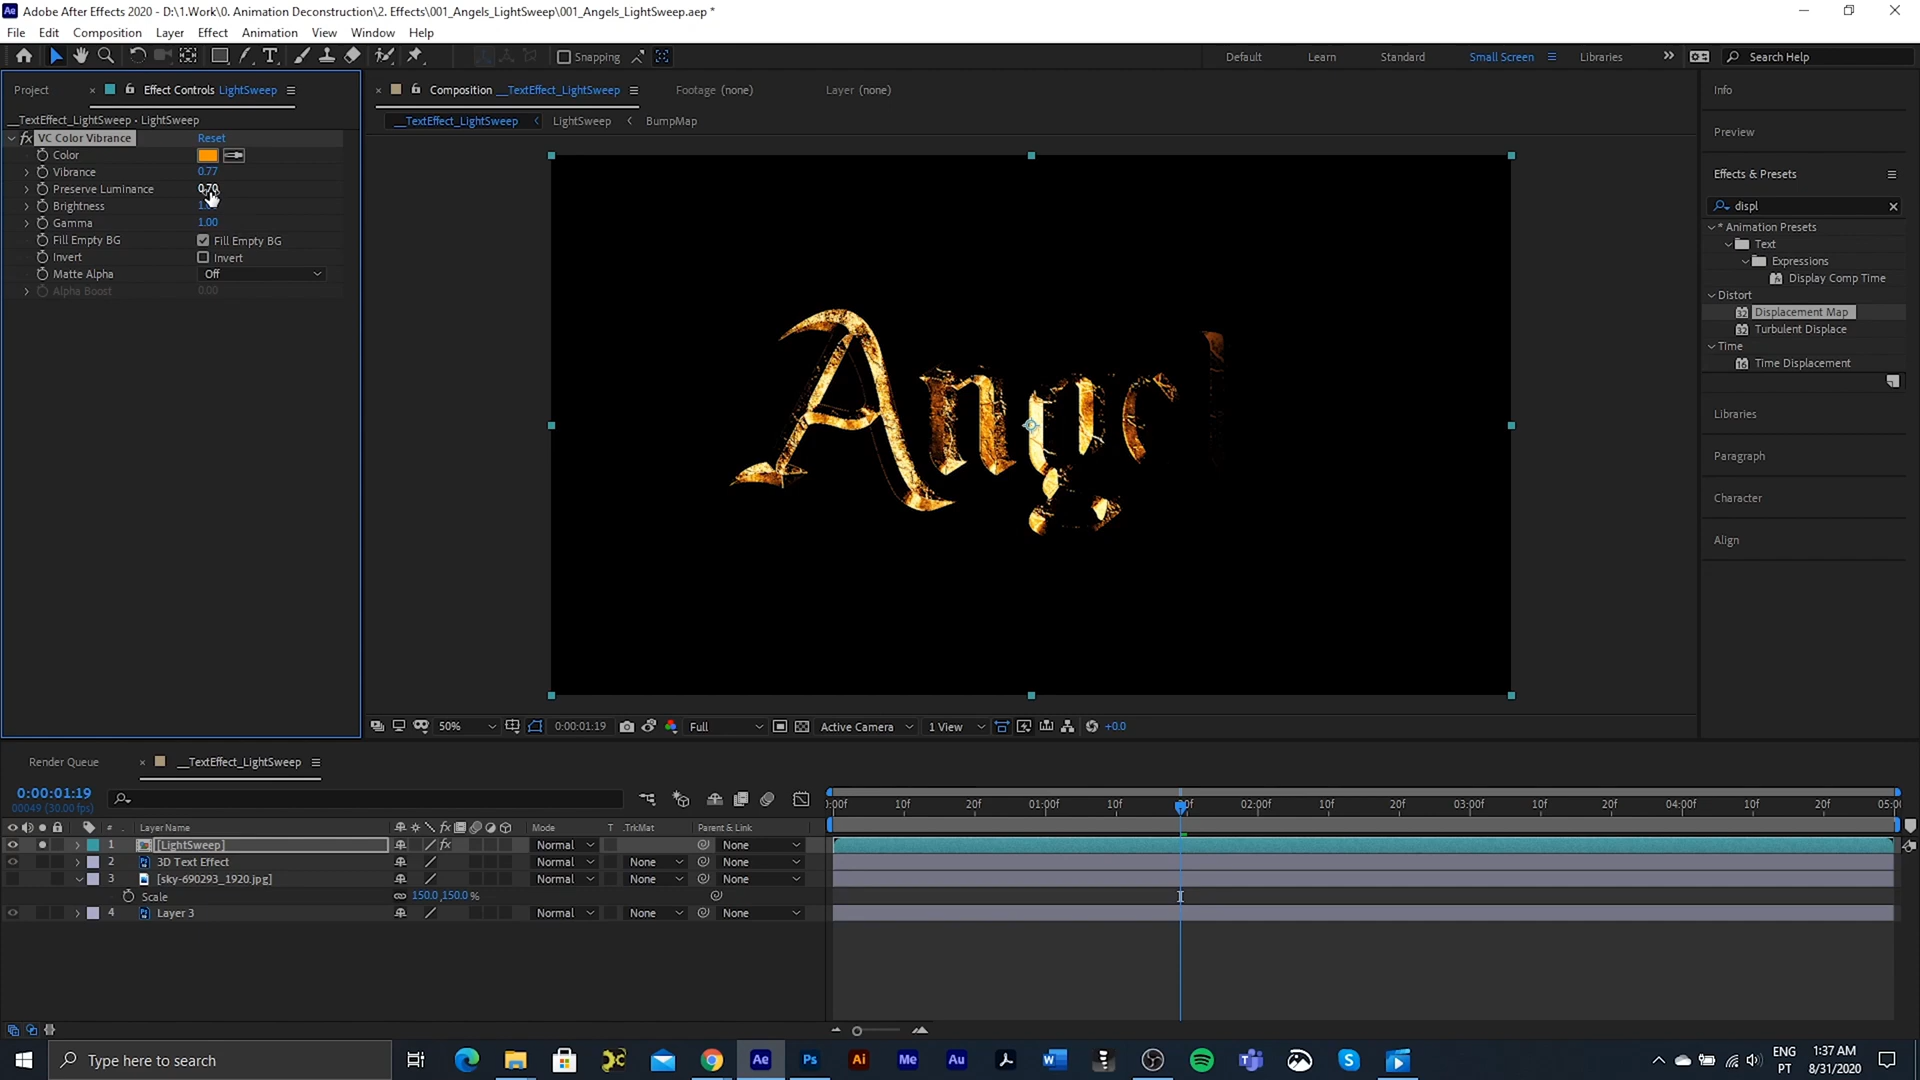 Adobe After Effects 2020 - D:\1.Work\0. Animation Deconstruction\2. Effects\001_Angels_LightSweep\001_Angels_LightSweep.aep *
File Edit Composition Layer Effect Animation View Window Help
Snapping Default Learn Standard Small Screen Libraries Search Help
Project Effect Controls LightSweep Composition __TextEffect_LightSweep Footage (none) Layer (none) Info
__TextEffect_LightSweep • LightSweep __TextEffect_LightSweep LightSweep BumpMap
fx VC Color Vibrance Reset Preview
Color
Vibrance 0.77 Effects & Presets
Preserve Luminance 0.70
Brightness displ
Gamma 1.00 * Animation Presets
Fill Empty BG Fill Empty BG Text
Invert Invert Expressions
Matte Alpha Off Display Comp Time
Alpha Boost 0.00 Distort
Displacement Map
Turbulent Displace
Time
Time Displacement
Angel
Libraries
Paragraph
Character
Align
50% 0:00:01:19 Full Active Camera 1 View +0.0
Render Queue __TextEffect_LightSweep
0:00:01:19
00049 (30.00 fps) :00f 10f 20f 01:00f 10f 20f 02:00f 10f 20f 03:00f 10f 20f 04:00f 10f 20f 05:00f
# Layer Name Mode T .TrkMat Parent & Link
1 [LightSweep] Normal None
2 3D Text Effect Normal None None
3 [sky-690293_1920.jpg] Normal None None
Scale 150.0,150.0 %
4 Layer 3 Normal None None
Type here to search Ae Ps Ai Me Au ENG 1:37 AM
PT 8/31/2020